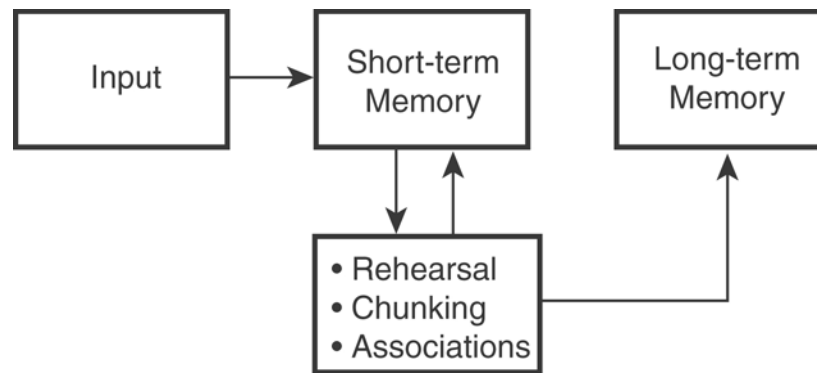 Input
Short-term
Memory
Long-term
Memory
• Rehearsal
• Chunking
• Associations